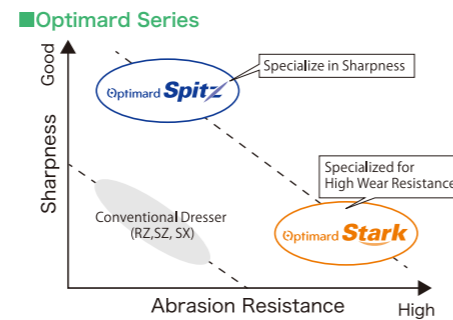 ■Optimard Series
Good
Sharpness
Optimard Spitz
Specialize in Sharpness
Specialized for
High Wear Resistance
Conventional Dresser
(RZ,SZ, SX)
Optimard Stark
Abrasion Resistance
High